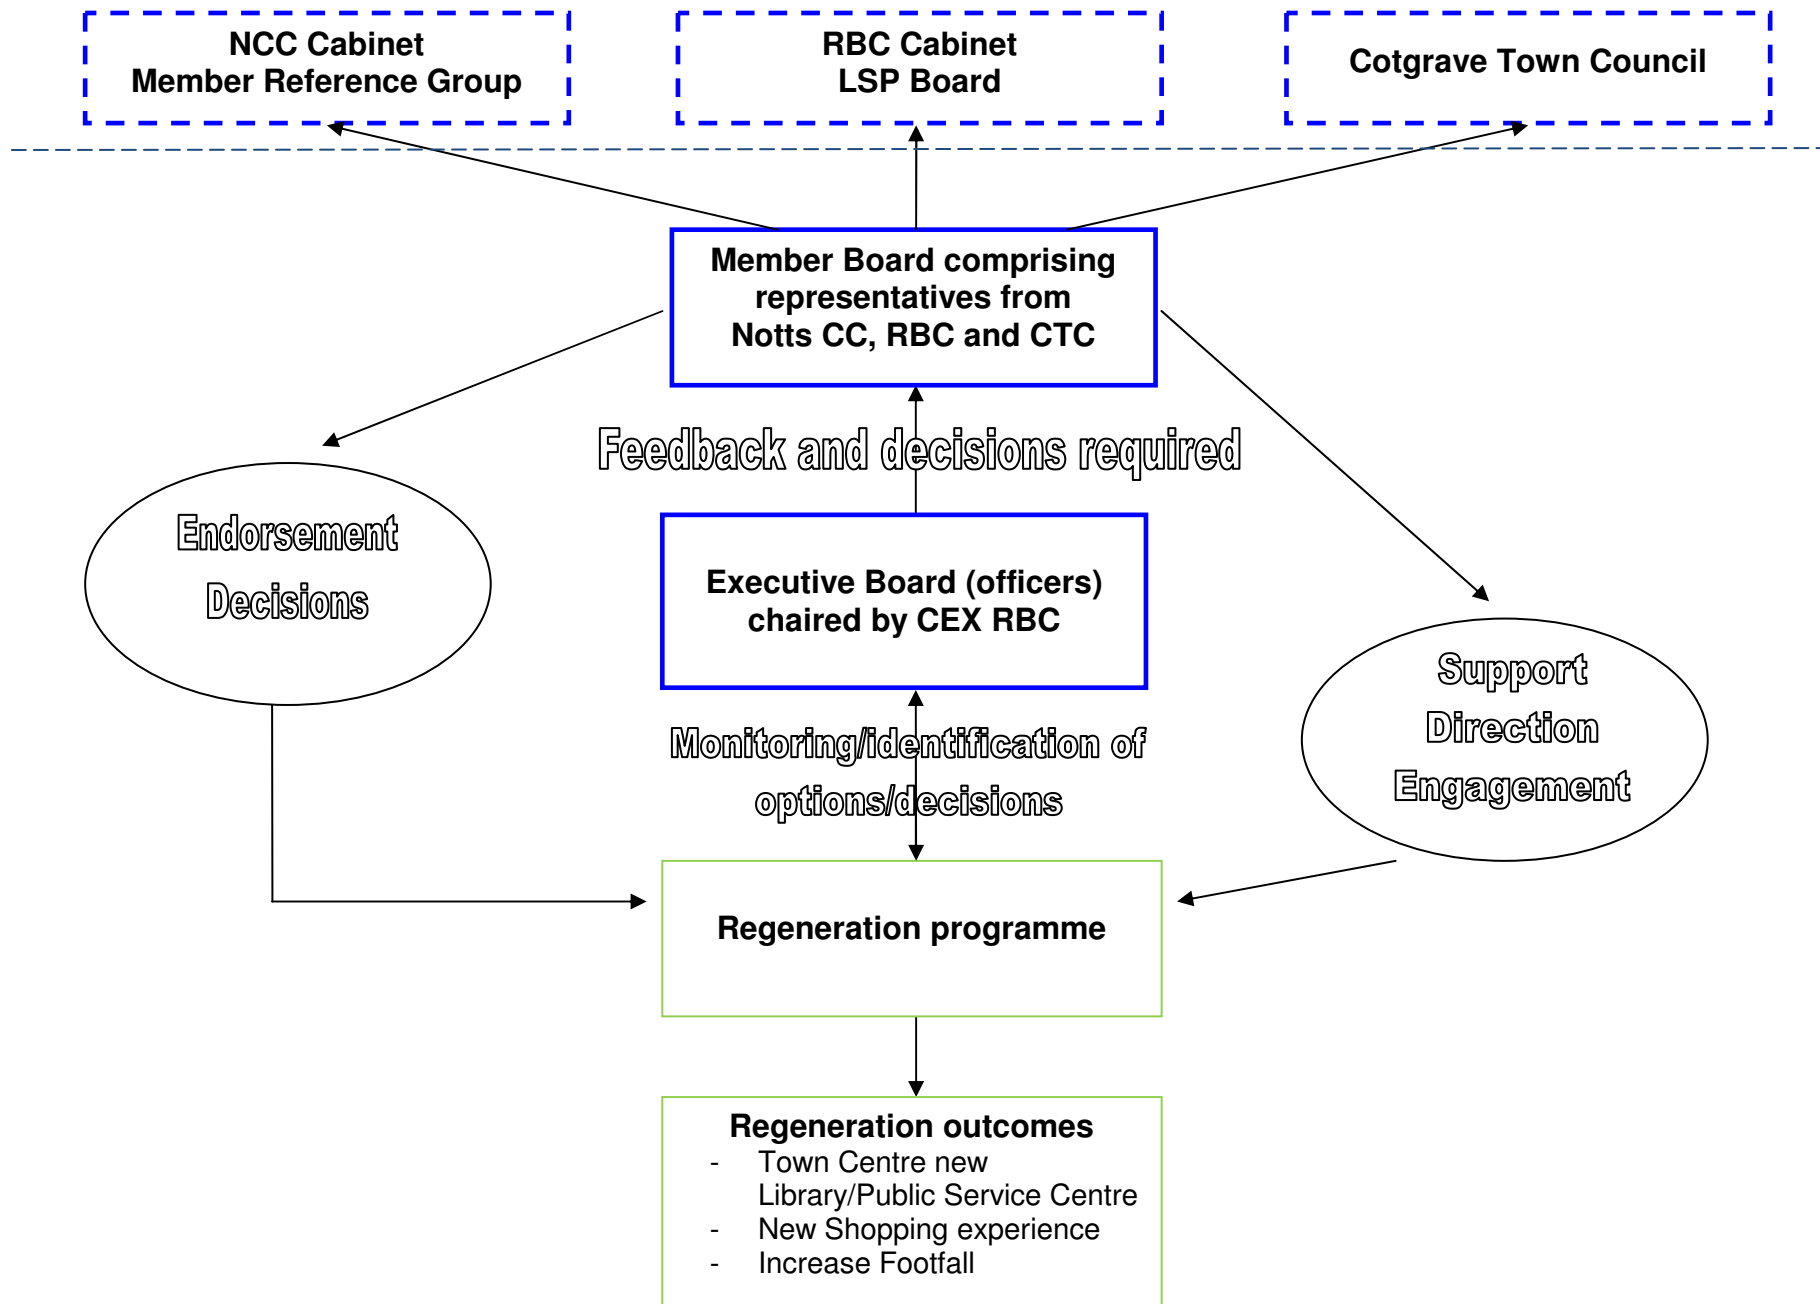 NCC Cabinet
Member Reference Group
RBC Cabinet
LSP Board
Cotgrave Town Council
Member Board comprising
representatives from
Notts CC, RBC and CTC
Feedback and decisions required
Endorsement
Decisions
Executive Board (officers)
chaired by CEX RBC
Support
Direction
Engagement
Monitoring/identification of
options/decisions
Regeneration programme
Regeneration outcomes
- Town Centre new
Library/Public Service Centre
- New Shopping experience
- Increase Footfall